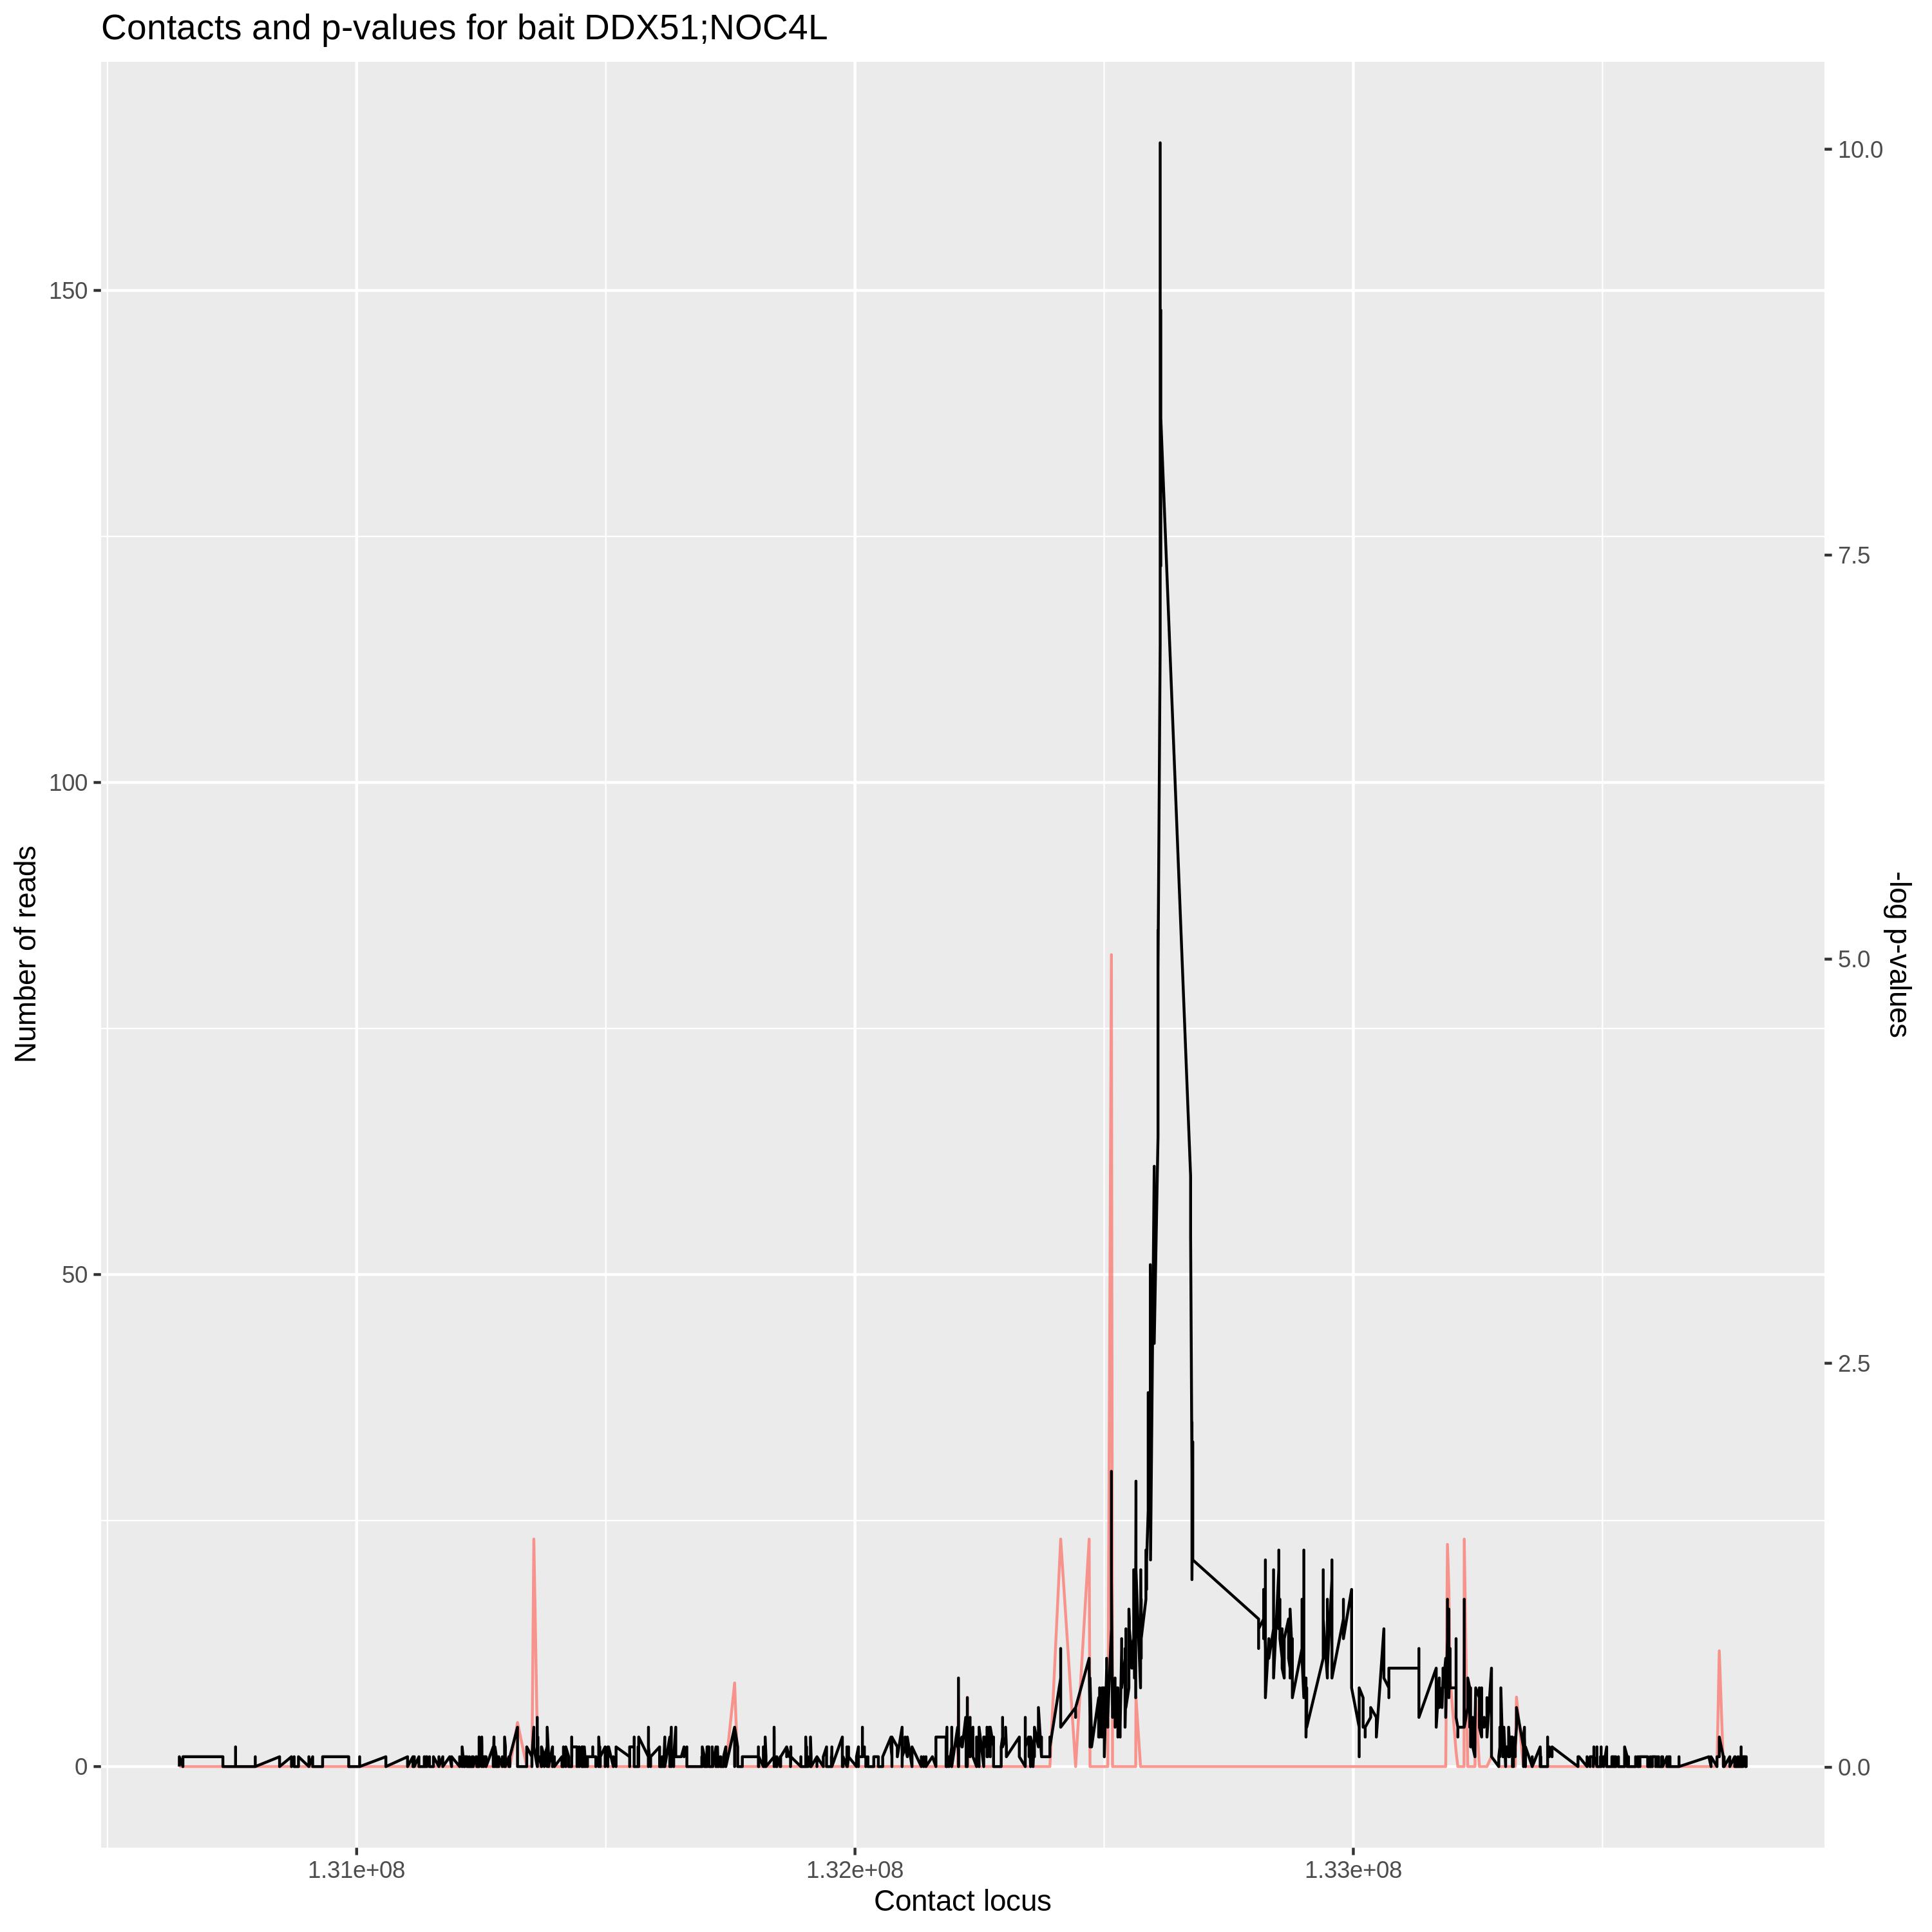 Contacts and p-values for bait DDX51;NOC4L
Number of reads
150
100
50
0
10.0
7.5
5.0
2.5
0.0
-log p-values
1.31e+08
1.32e+08
1.33e+08
Contact locus